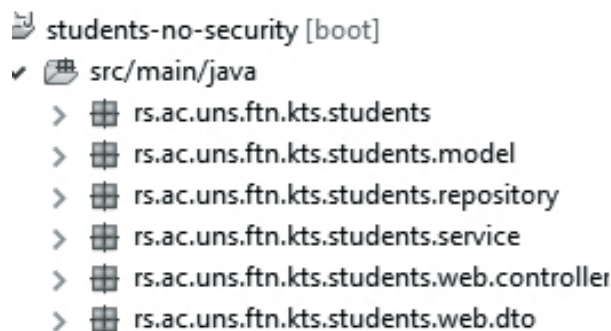 students-no-security [boot]
src/main/java
rs.ac.uns.ftn.kts.students
rs.ac.uns.ftn.kts.students.model
rs.ac.uns.ftn.kts.students.repository
rs.ac.uns.ftn.kts.students.service
rs.ac.uns.ftn.kts.students.web.controller
rs.ac.uns.ftn.kts.students.web.dto